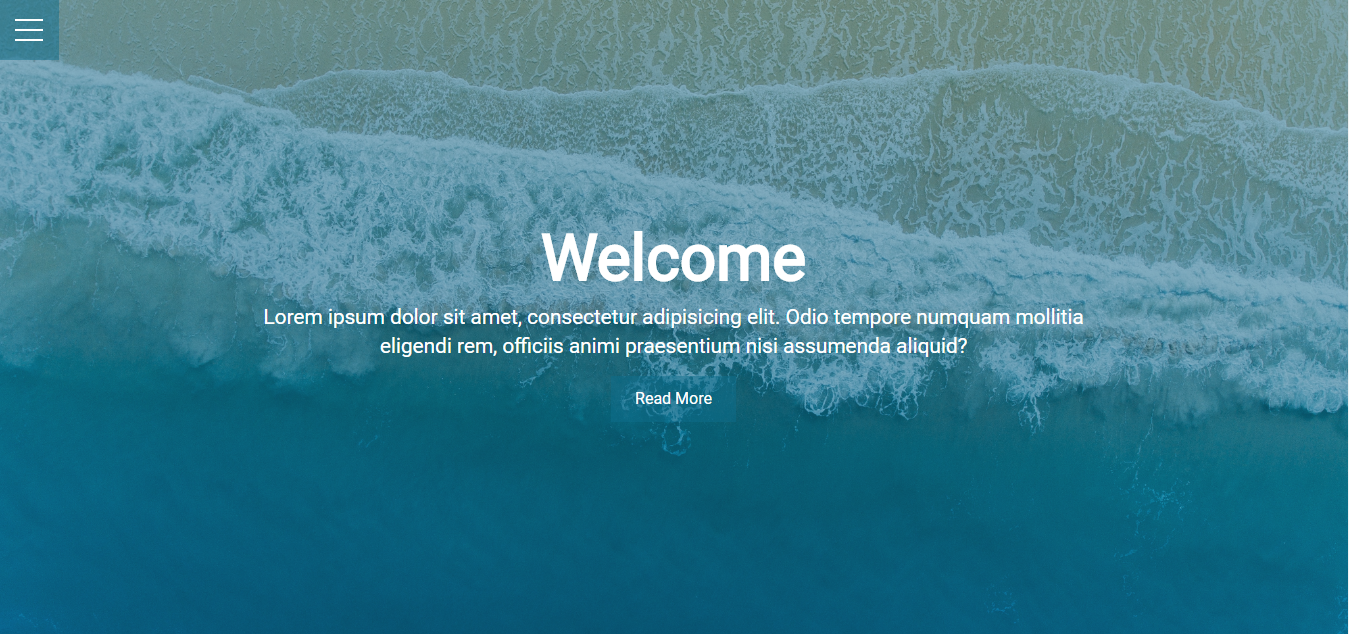 Welcome
Lorem ipsum dolor sit amet, consectetur adipisicing elit. Odio tempore numquam mollitia
eligendi rem, officiis animi praesentium nisi assumenda aliquid?
Read More